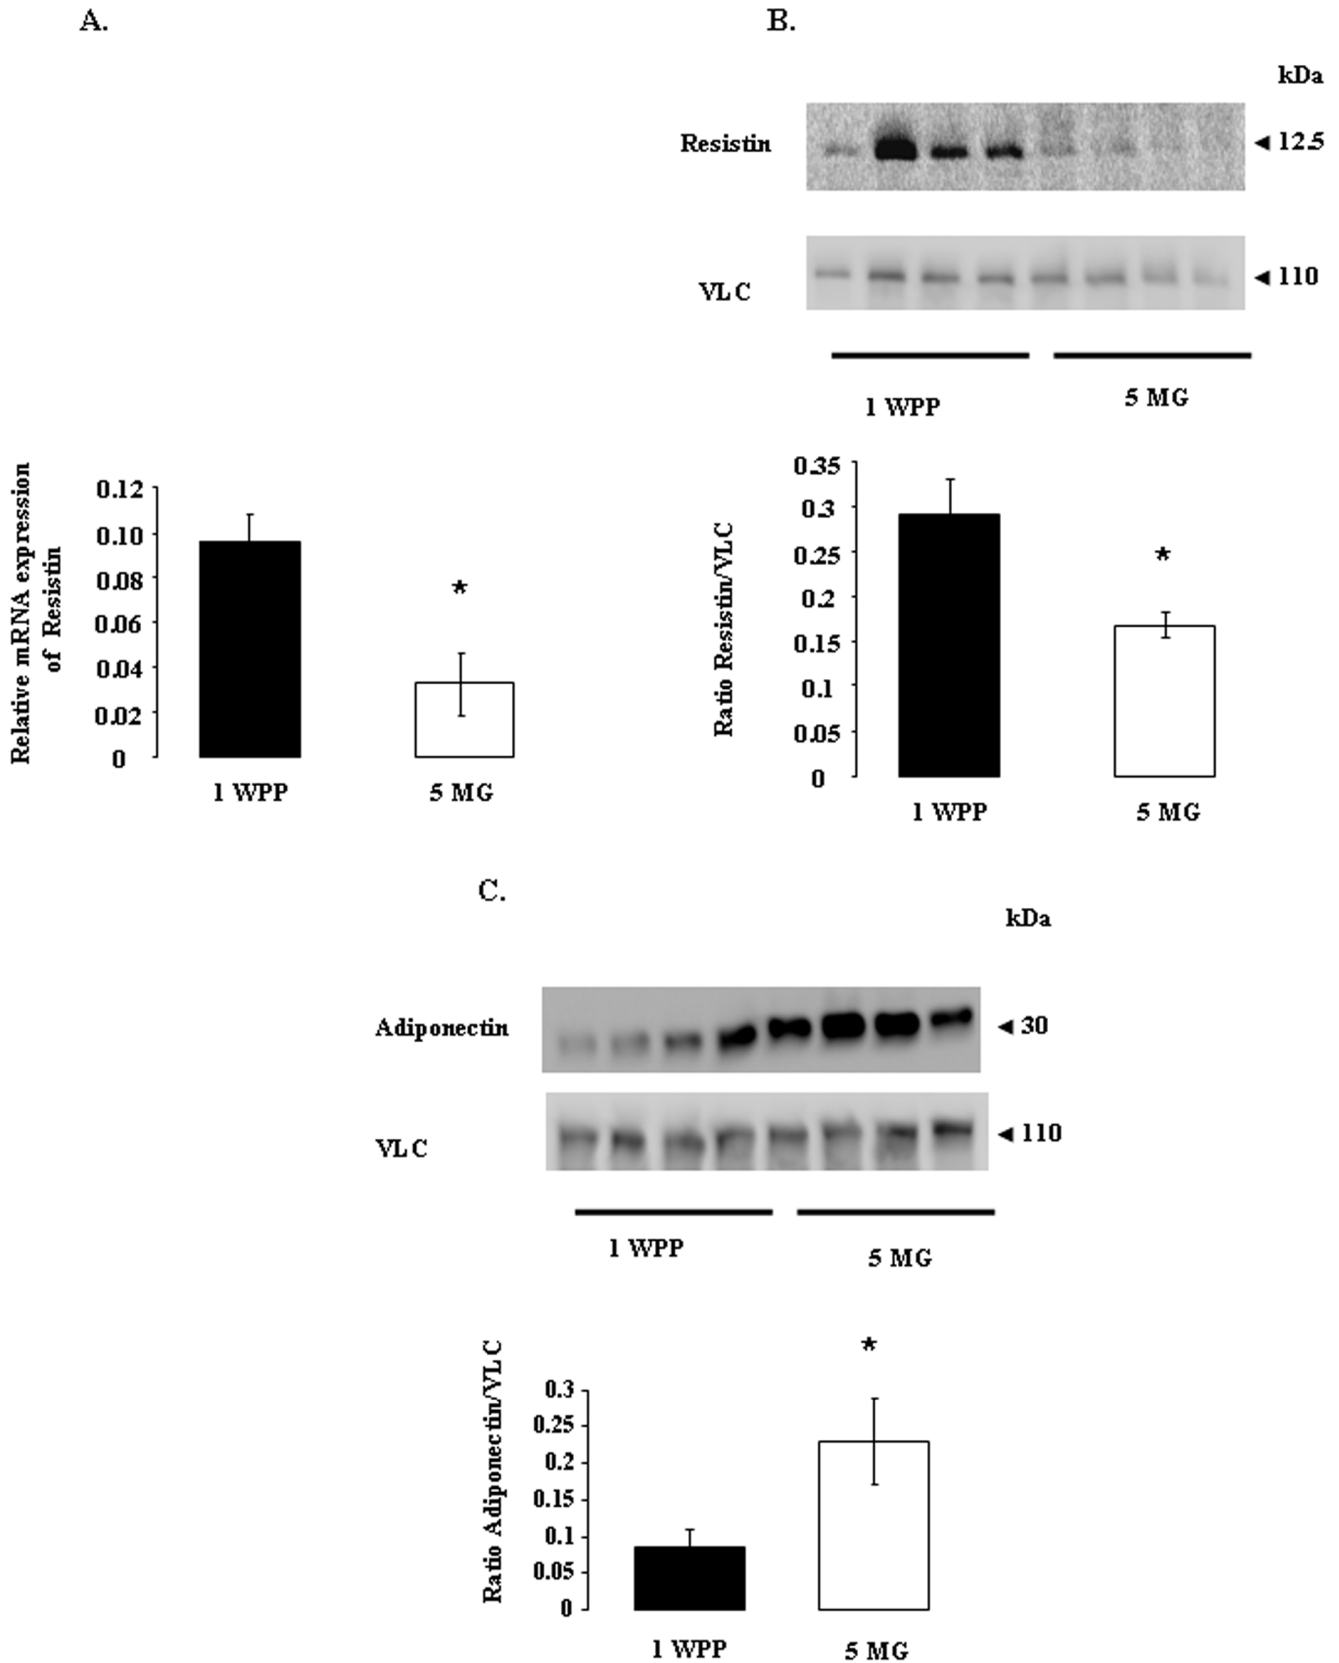 A.
Relative mRNA expression
of Resistin
0.12
0.10
0.08
0.06
0.04
0.02
0
*
1 WPP
5 MG
B.
kDa
Resistin
12.5
VLC
110
1 WPP
5 MG
Ratio Resistin/VLC
0.35
0.3
0.25
0.2
0.15
0.1
0.05
0
*
1 WPP
5 MG
C.
kDa
Adiponectin
30
VLC
110
1 WPP
5 MG
Ratio Adiponectin/VLC
0.3
0.25
0.2
0.15
0.1
0.05
0
*
1 WPP
5 MG